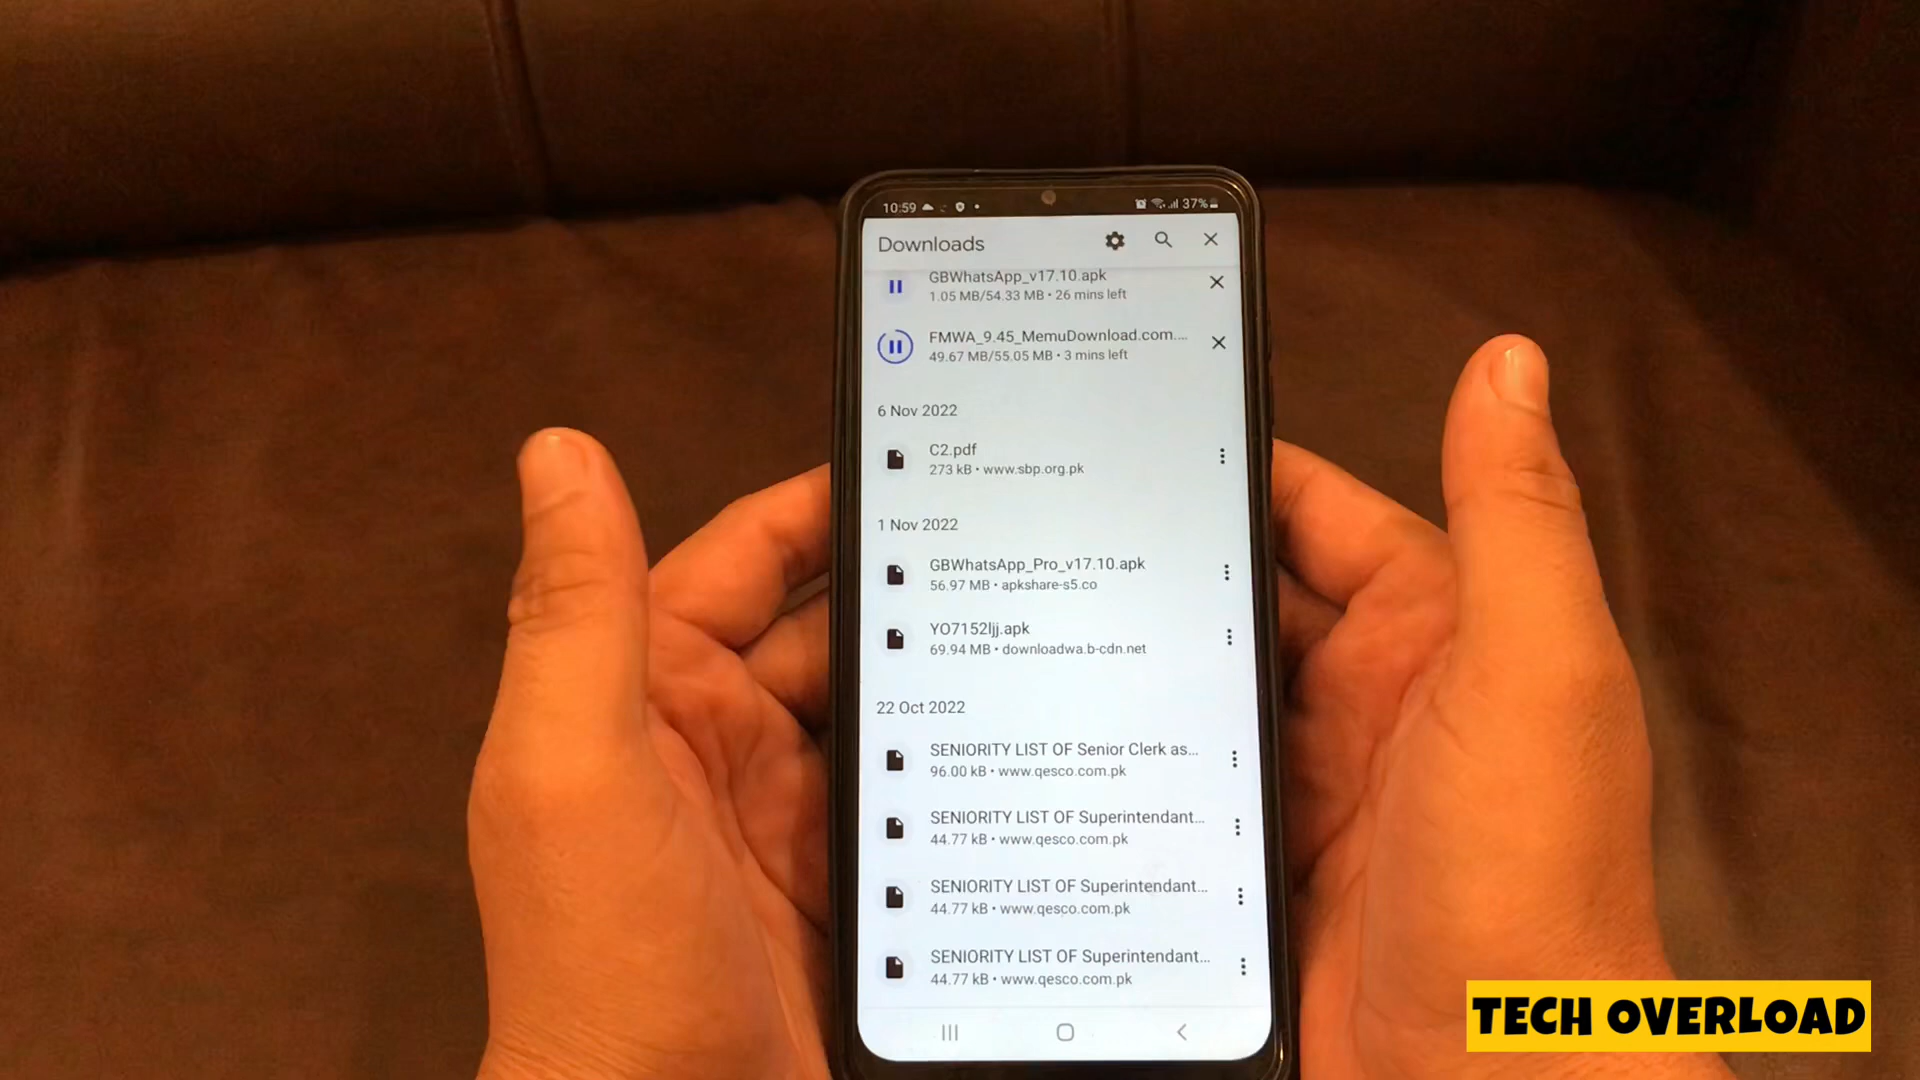 10:59
37%
Downloads
GBWhatsApp_v17.10.apk
1.05 MB/54.33 MB • 26 mins left
FMWA_9.45_MemuDownload.com....
49.67 MB/55.05 MB • 3 mins left
6 Nov 2022
C2.pdf
273 kB • www.sbp.org.pk
1 Nov 2022
GBWhatsApp_Pro_v17.10.apk
56.97 MB • apkshare-s5.co
YO7152ljj.apk
69.94 MB • downloadwa.b-cdn.net
22 Oct 2022
SENIORITY LIST OF Senior Clerk as...
96.00 kB • www.qesco.com.pk
SENIORITY LIST OF Superintendant...
44.77 kB • www.qesco.com.pk
SENIORITY LIST OF Superintendant...
44.77 kB • www.qesco.com.pk
SENIORITY LIST OF Superintendant...
44.77 kB • www.qesco.com.pk
TECH OVERLOAD